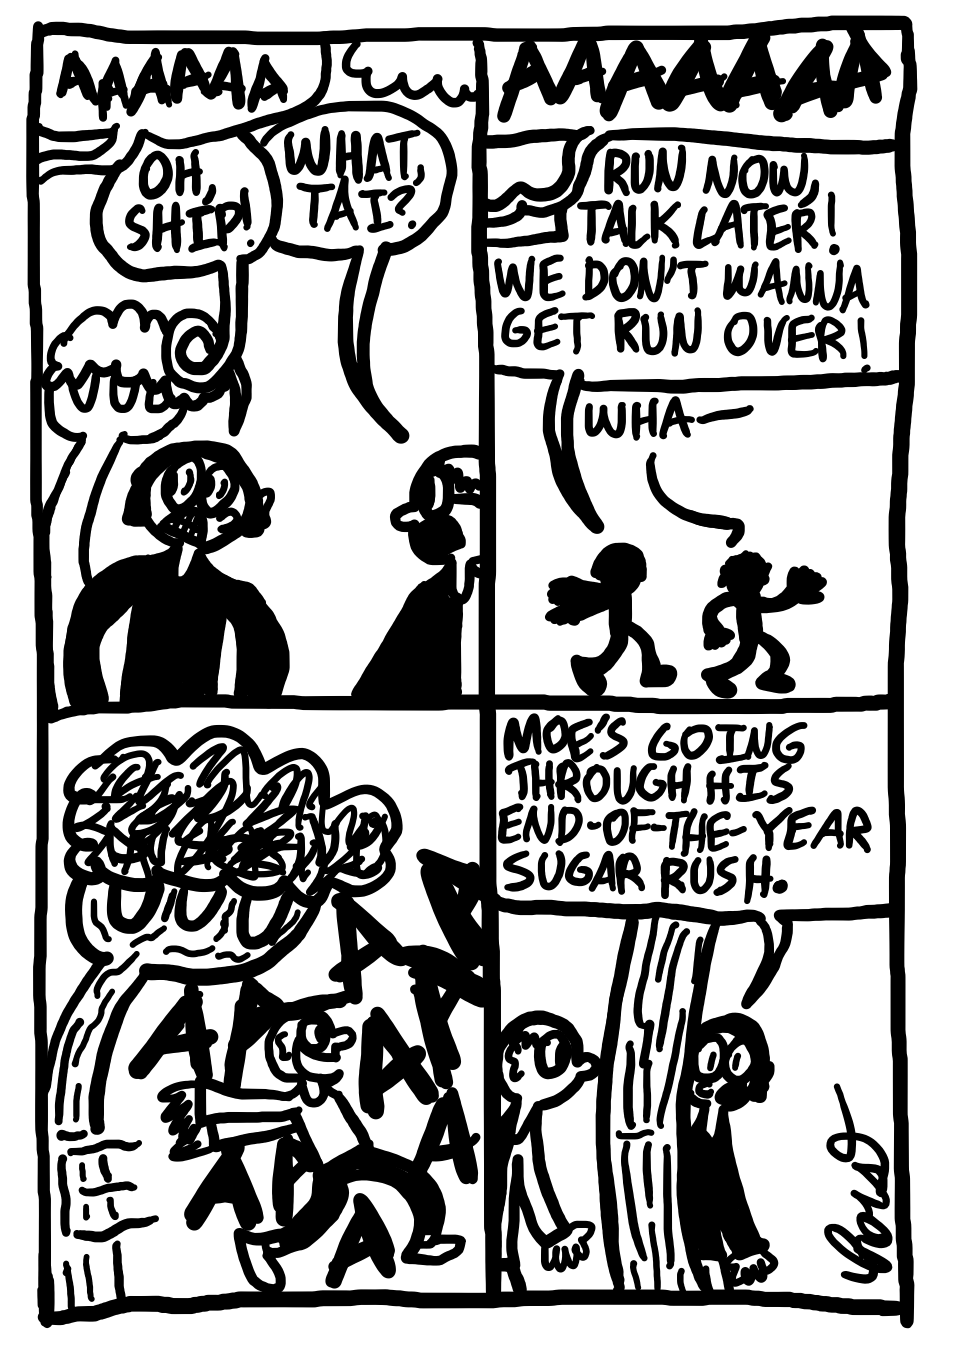 AAAAAA
OH,
SHIP!
WHAT,
TAI?
AAAAAAA
RUN NOW,
TALK LATER!
WE DON'T WANNA
GET RUN OVER!
WHA—
AAAAAAAAAA
MOE'S GOING
THROUGH HIS
END-OF-THE-YEAR
SUGAR RUSH.